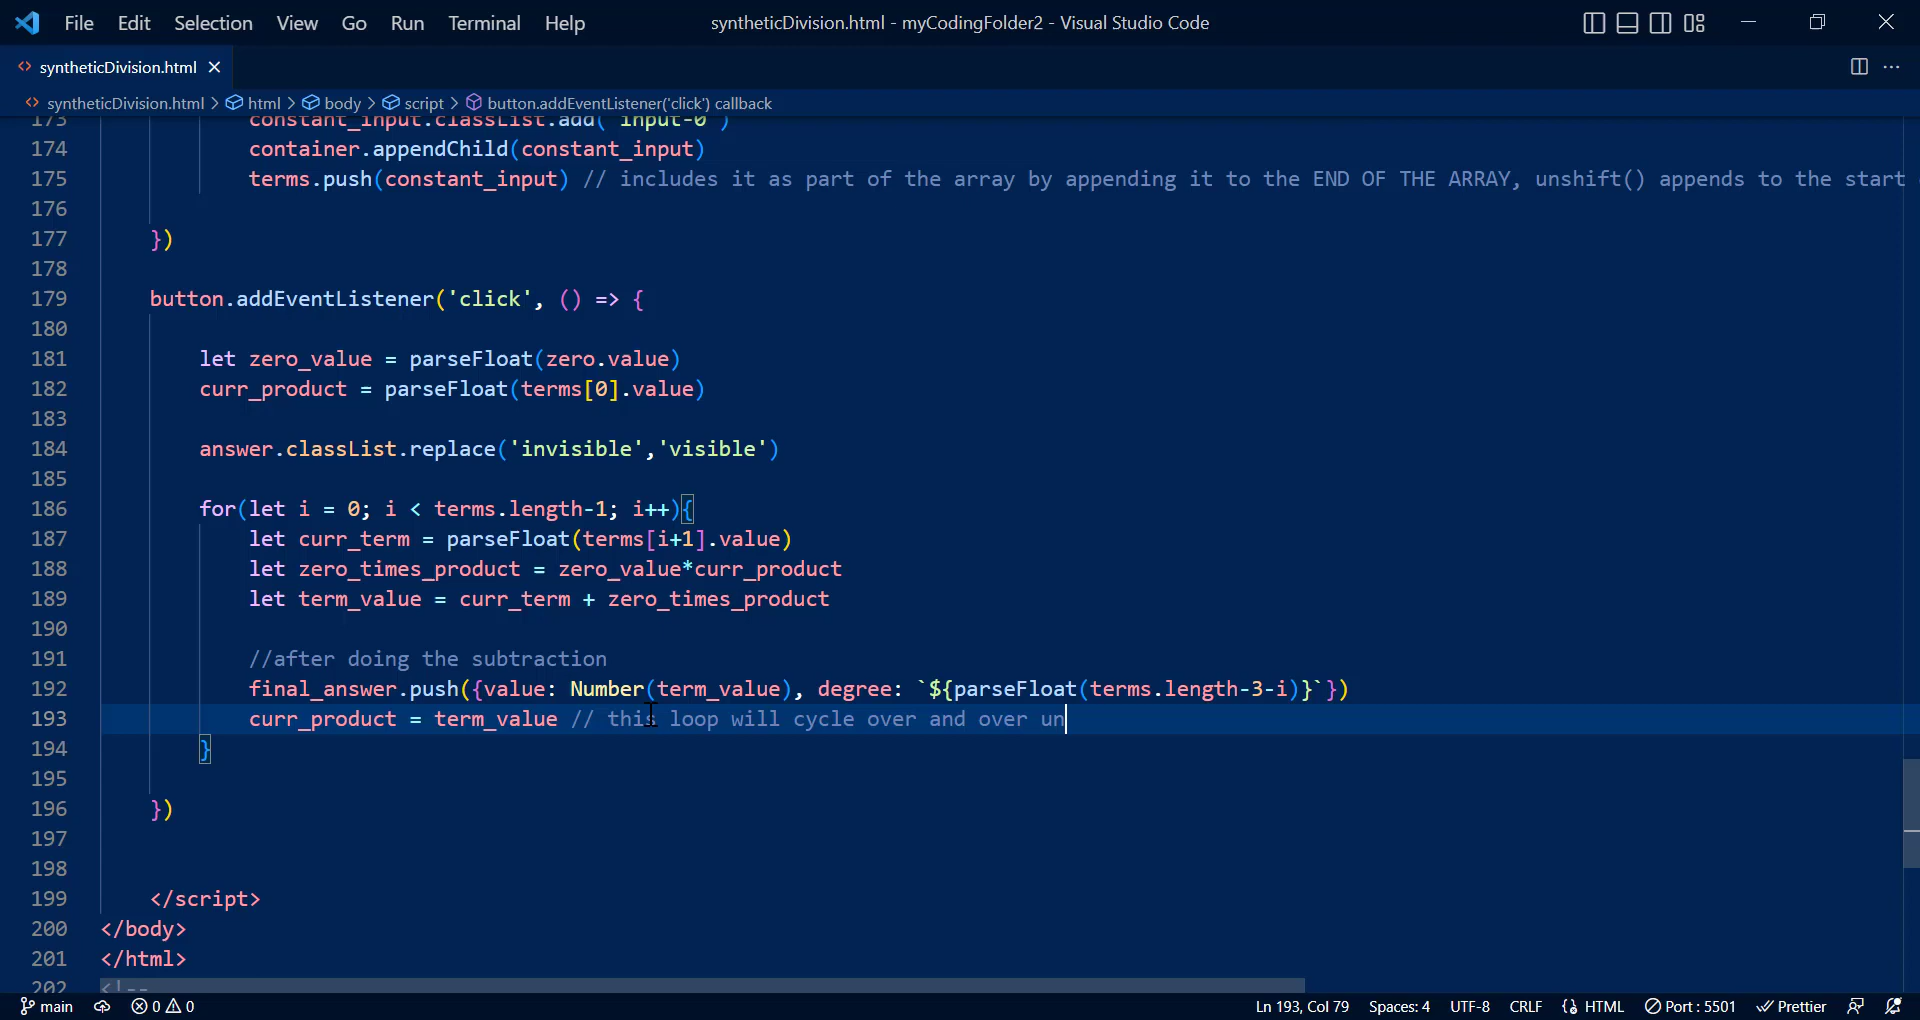 File Edit Selection View Go Run Terminal Help syntheticDivision.html - myCodingFolder2 - Visual Studio Code
syntheticDivision.html
syntheticDivision.html > html > body > script > button.addEventListener('click') callback
173 constant_input.classList.add('input-0')
174 container.appendChild(constant_input)
175 terms.push(constant_input) // includes it as part of the array by appending it to the END OF THE ARRAY, unshift() appends to the start
176
177 })
178
179 button.addEventListener('click', () => {
180
181 let zero_value = parseFloat(zero.value)
182 curr_product = parseFloat(terms[0].value)
183
184 answer.classList.replace('invisible','visible')
185
186 for(let i = 0; i < terms.length-1; i++){
187 let curr_term = parseFloat(terms[i+1].value)
188 let zero_times_product = zero_value*curr_product
189 let term_value = curr_term + zero_times_product
190
191 //after doing the subtraction
192 final_answer.push({value: Number(term_value), degree: `${parseFloat(terms.length-3-i)}`})
193 curr_product = term_value // this loop will cycle over and over un
194 }
195
196 })
197
198
199 </script>
200 </body>
201 </html>
202 <!--
main 0 0 Ln 193, Col 79 Spaces: 4 UTF-8 CRLF HTML Port : 5501 Prettier